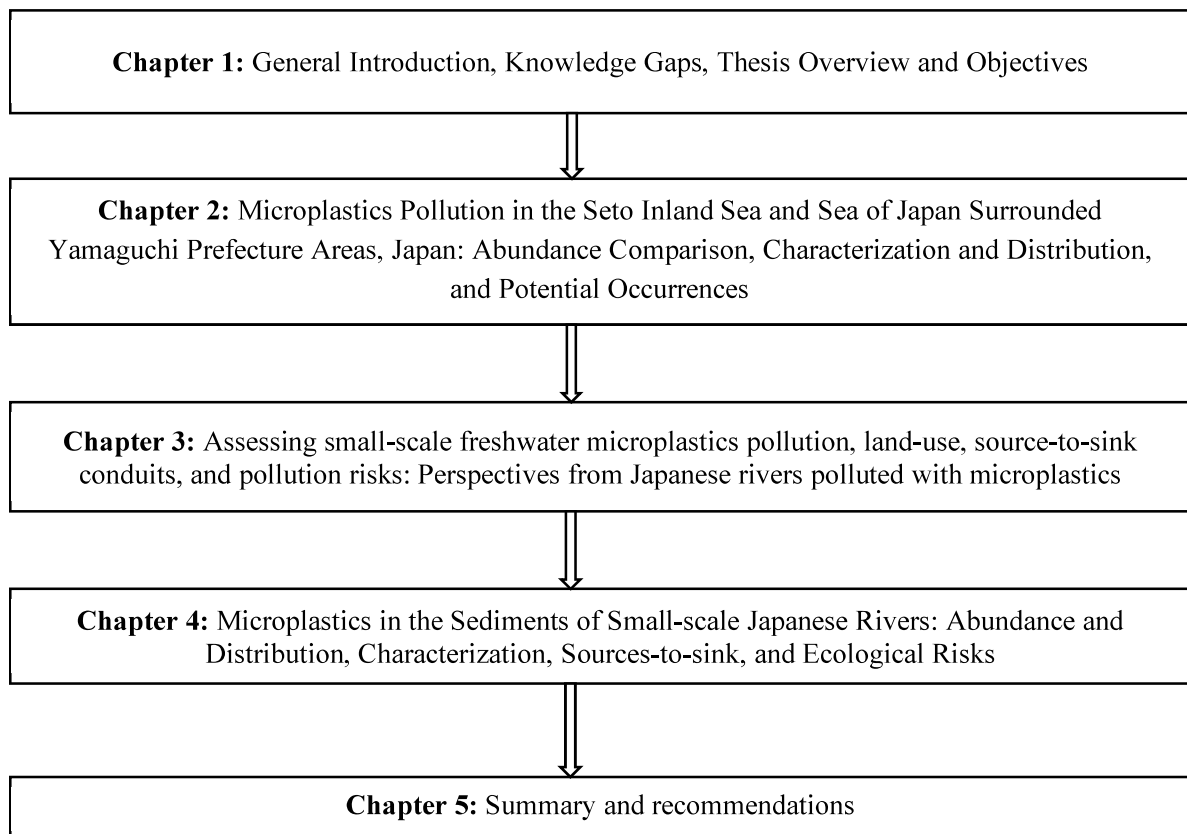 Chapter 1: General Introduction, Knowledge Gaps, Thesis Overview and Objectives
Chapter 2: Microplastics Pollution in the Seto Inland Sea and Sea of Japan Surrounded
Yamaguchi Prefecture Areas, Japan: Abundance Comparison, Characterization and Distribution,
and Potential Occurrences
Chapter 3: Assessing small-scale freshwater microplastics pollution, land-use, source-to-sink
conduits, and pollution risks: Perspectives from Japanese rivers polluted with microplastics
Chapter 4: Microplastics in the Sediments of Small-scale Japanese Rivers: Abundance and
Distribution, Characterization, Sources-to-sink, and Ecological Risks
Chapter 5: Summary and recommendations